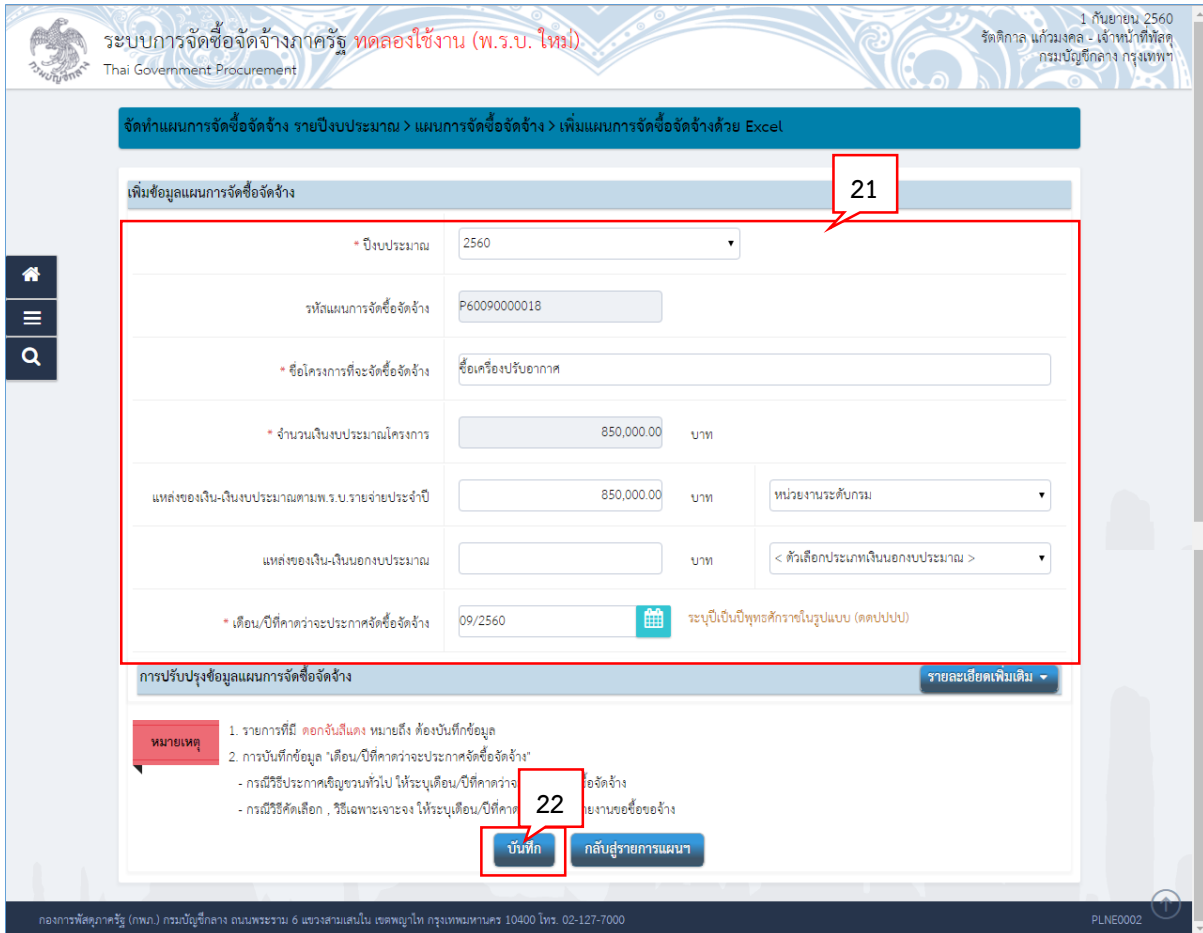 1 กันยายน 2560
ระบบการจัดซื้อจัดจ้างภาครัฐ ทดลองใช้งาน (พ.ร.บ. ใหม่)
รัตติกาล แก้วมงคล - เจ้าหน้าที่พัสดุ
กรมบัญชีกลาง กรุงเทพฯ
Thai Government Procurement
กรมบัญชีกลาง
จัดทำแผนการจัดซื้อจัดจ้าง รายปีงบประมาณ > แผนการจัดซื้อจัดจ้าง > เพิ่มแผนการจัดซื้อจัดจ้างด้วย Excel
เพิ่มข้อมูลแผนการจัดซื้อจัดจ้าง
21
* ปีงบประมาณ 2560
รหัสแผนการจัดซื้อจัดจ้าง P60090000018
* ชื่อโครงการที่จะจัดซื้อจัดจ้าง ซื้อเครื่องปรับอากาศ
* จำนวนเงินงบประมาณโครงการ 850,000.00 บาท
แหล่งของเงิน-เงินงบประมาณตามพ.ร.บ.รายจ่ายประจำปี 850,000.00 บาท หน่วยงานระดับกรม
แหล่งของเงิน-เงินนอกงบประมาณ บาท < ตัวเลือกประเภทเงินนอกงบประมาณ >
* เดือน/ปีที่คาดว่าจะประกาศจัดซื้อจัดจ้าง 09/2560 ระบุปีเป็นปีพุทธศักราชในรูปแบบ (ดดปปปป)
การปรับปรุงข้อมูลแผนการจัดซื้อจัดจ้าง รายละเอียดเพิ่มเติม
หมายเหตุ
1. รายการที่มี ดอกจันสีแดง หมายถึง ต้องบันทึกข้อมูล
2. การบันทึกข้อมูล "เดือน/ปีที่คาดว่าจะประกาศจัดซื้อจัดจ้าง"
- กรณีวิธีประกาศเชิญชวนทั่วไป ให้ระบุเดือน/ปีที่คาดว่าจ ซื้อจัดจ้าง
- กรณีวิธีคัดเลือก , วิธีเฉพาะเจาะจง ให้ระบุเดือน/ปีที่คาด ยงานขอซื้อขอจ้าง
22
บันทึก กลับสู่รายการแผนฯ
กองการพัสดุภาครัฐ (กพภ.) กรมบัญชีกลาง ถนนพระราม 6 แขวงสามเสนใน เขตพญาไท กรุงเทพมหานคร 10400 โทร. 02-127-7000 PLNE0002